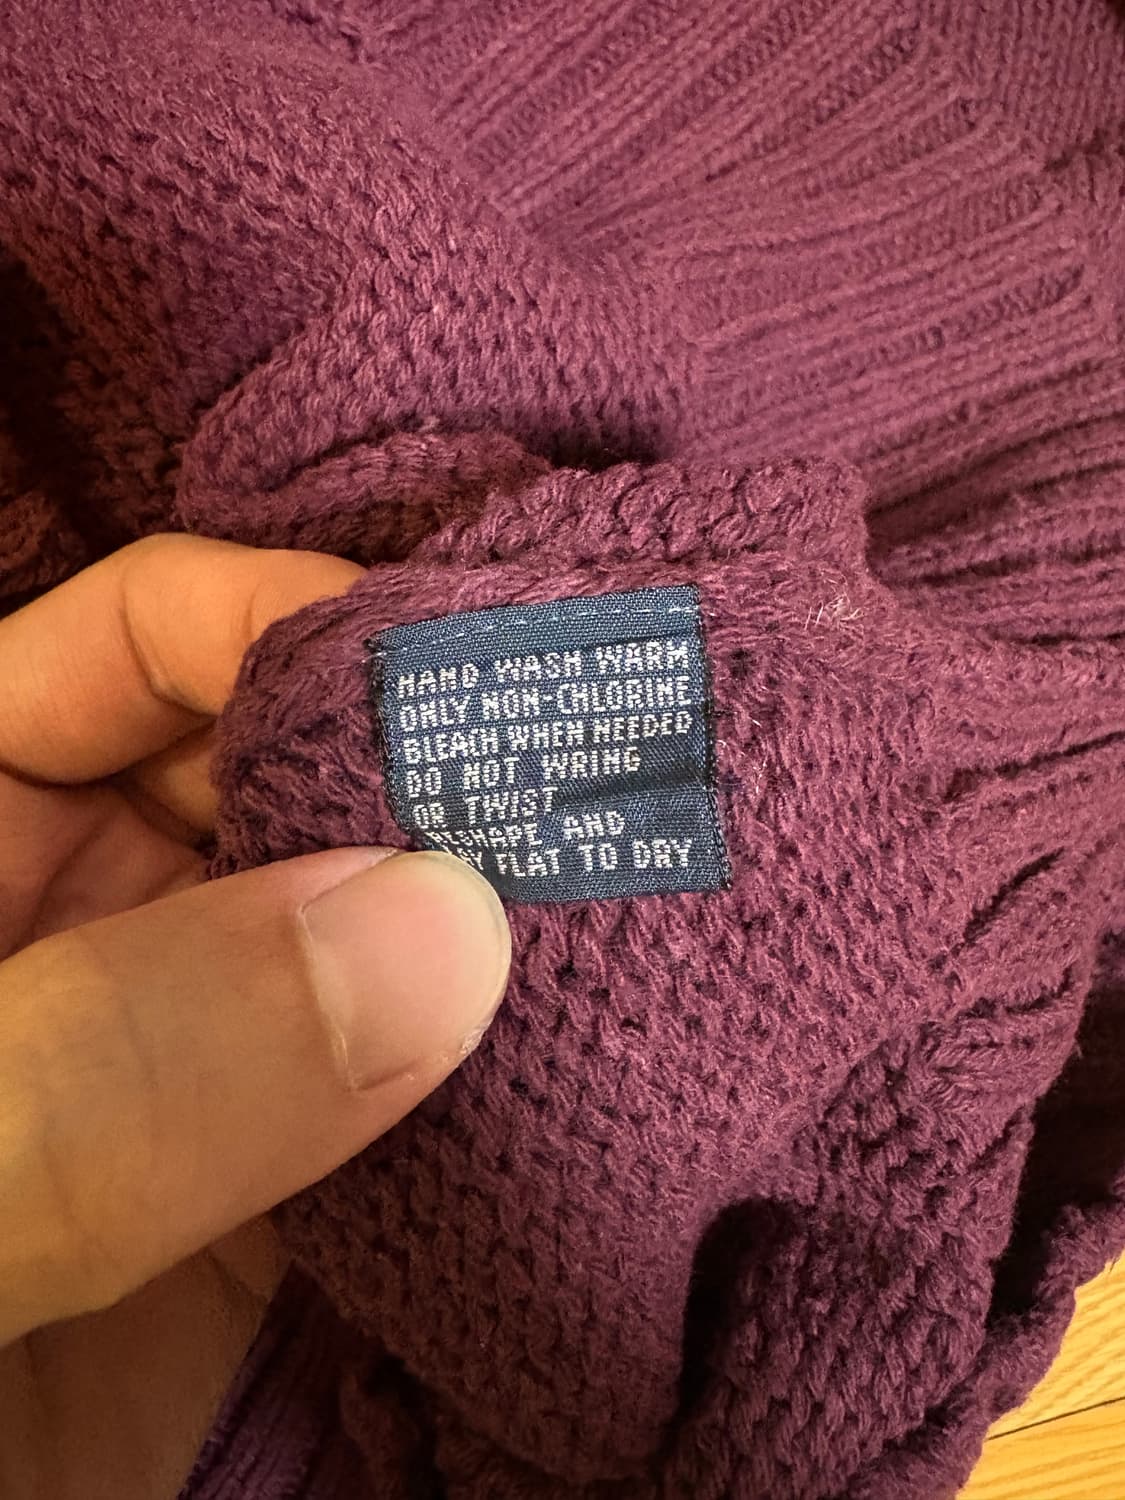 HAND WASH WARM
ONLY NON-CHLORINE
BLEACH WHEN NEEDED
DO NOT WRING
OR TWIST
AND
FLAT TO DRY